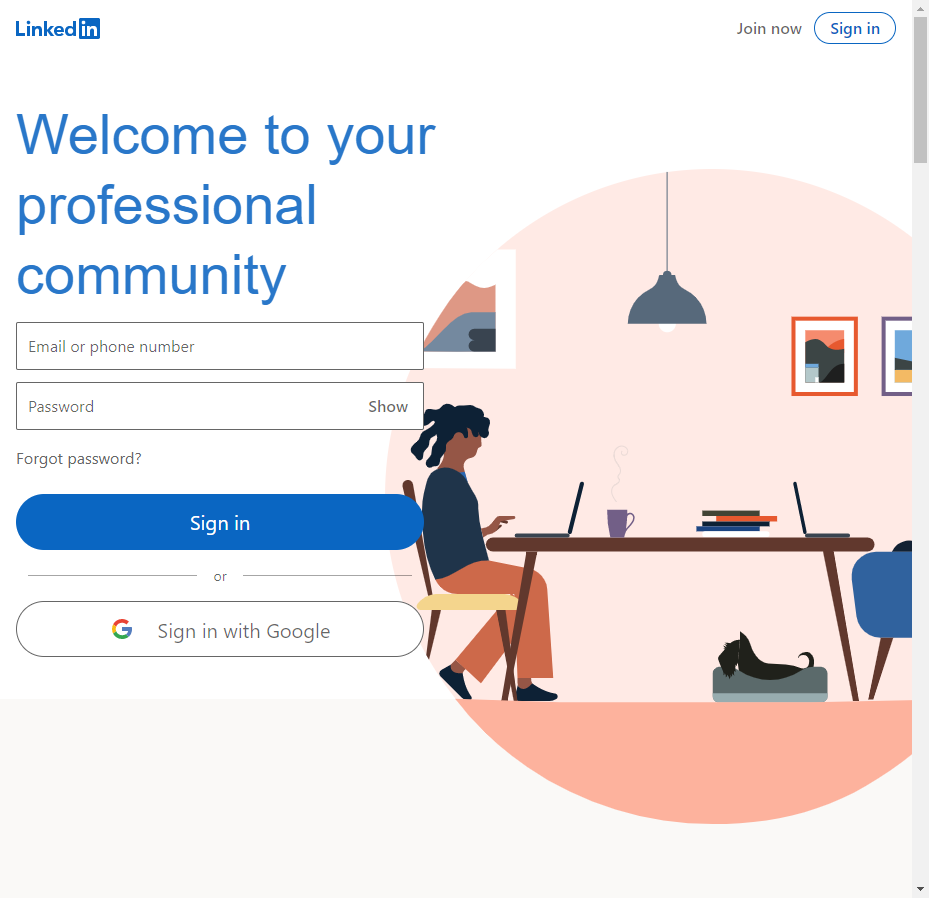 LinkedIn
Join now
Sign in
Welcome to your
professional
community
Email or phone number
Password
Show
Forgot password?
Sign in
or
Sign in with Google